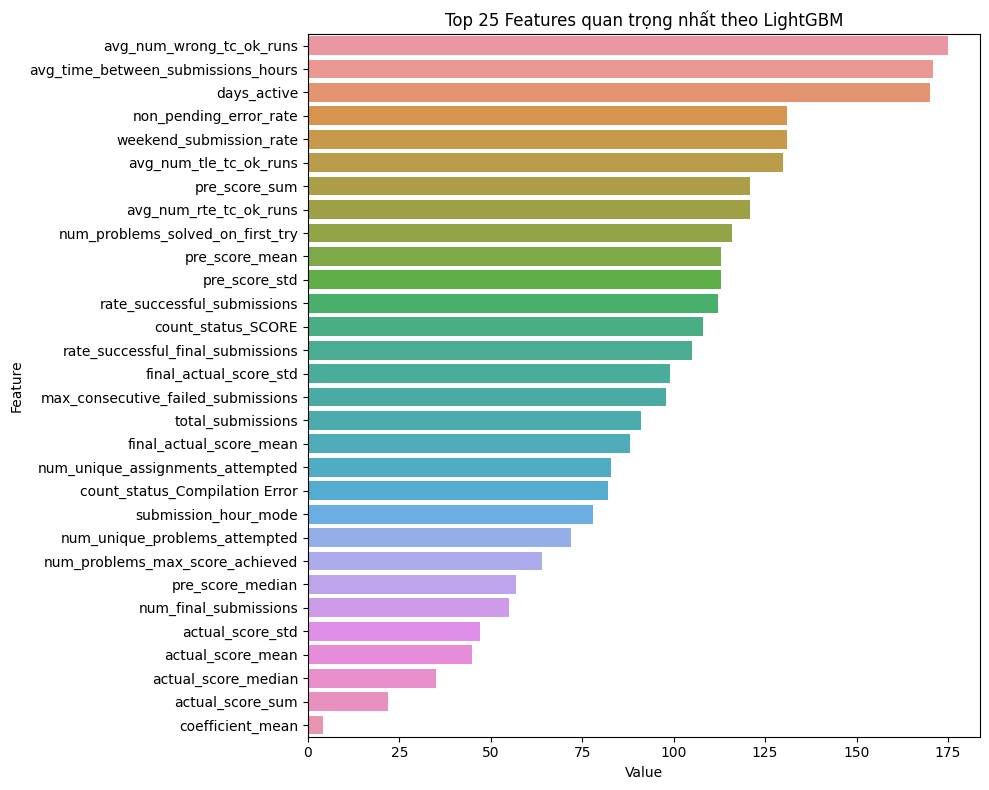 Top 25 Features quan trọng nhất theo LightGBM
avg_num_wrong_tc_ok_runs
avg_time_between_submissions_hours
days_active
non_pending_error_rate
weekend_submission_rate
avg_num_tle_tc_ok_runs
pre_score_sum
avg_num_rte_tc_ok_runs
num_problems_solved_on_first_try
pre_score_mean
pre_score_std
rate_successful_submissions
count_status_SCORE
rate_successful_final_submissions
final_actual_score_std
max_consecutive_failed_submissions
total_submissions
final_actual_score_mean
num_unique_assignments_attempted
count_status_Compilation Error
submission_hour_mode
num_unique_problems_attempted
num_problems_max_score_achieved
pre_score_median
num_final_submissions
actual_score_std
actual_score_mean
actual_score_median
actual_score_sum
coefficient_mean
Feature
0 25 50 75 100 125 150 175
Value